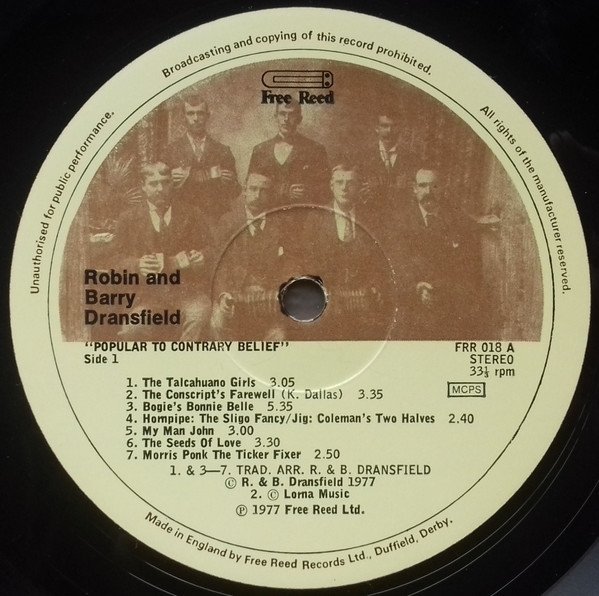 Broadcasting and copying of this record prohibited.
Unauthorised for public performance.
All rights of the manufacturer reserved.
Free Reed
Robin and
Barry
Dransfield
"POPULAR TO CONTRARY BELIEF"
Side 1
FRR 018 A
STEREO
33⅓ rpm
MCPS
1. The Talcahuano Girls 3.05
2. The Conscript's Farewell (K. Dallas) 3.35
3. Bogie's Bonnie Belle 5.35
4. Hornpipe: The Sligo Fancy/Jig: Coleman's Two Halves 2.40
5. My Man John 3.00
6. The Seeds Of Love 3.30
7. Morris Ponk The Ticker Fixer 2.50
1. & 3—7. TRAD. ARR. R. & B. DRANSFIELD
© R. & B. Dransfield 1977
2. © Lorna Music
℗ 1977 Free Reed Ltd.
Made in England by Free Reed Records Ltd., Duffield, Derby.